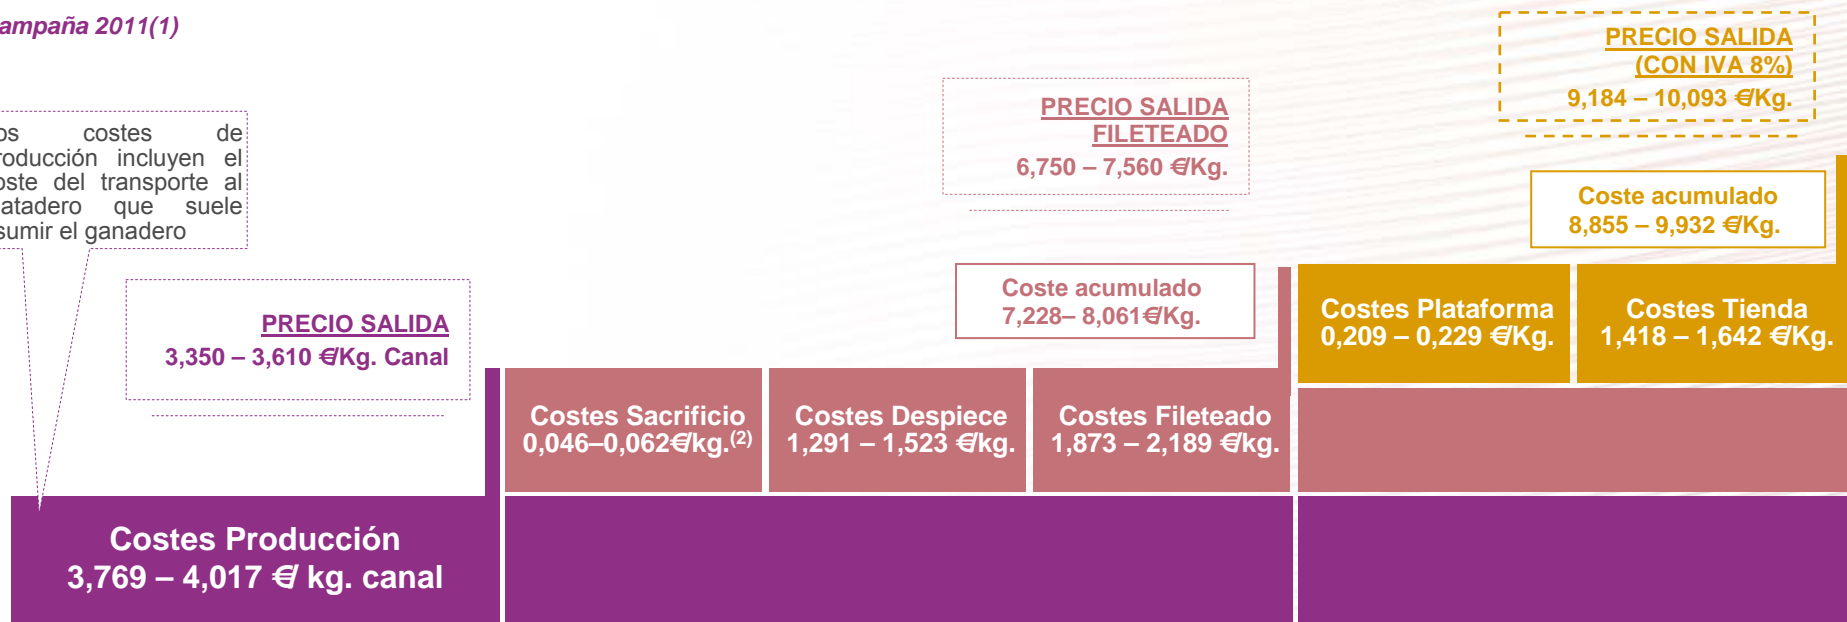 ampaña 2011(1)
os costes de
roducción incluyen el
oste del transporte al
atadero que suele
sumir el ganadero
PRECIO SALIDA
3,350 – 3,610 €/Kg. Canal
PRECIO SALIDA
FILETEADO
6,750 – 7,560 €/Kg.
PRECIO SALIDA
(CON IVA 8%)
9,184 – 10,093 €/Kg.
Coste acumulado
8,855 – 9,932 €/Kg.
Coste acumulado
7,228– 8,061€/Kg.
Costes Plataforma
0,209 – 0,229 €/Kg.
Costes Tienda
1,418 – 1,642 €/Kg.
Costes Sacrificio
0,046–0,062€/kg.(2)
Costes Despiece
1,291 – 1,523 €/kg.
Costes Fileteado
1,873 – 2,189 €/kg.
Costes Producción
3,769 – 4,017 €/ kg. canal